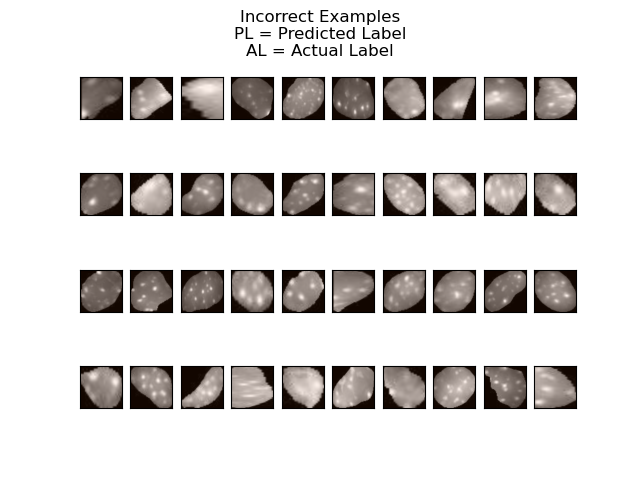 Incorrect Examples
PL = Predicted Label
AL = Actual Label